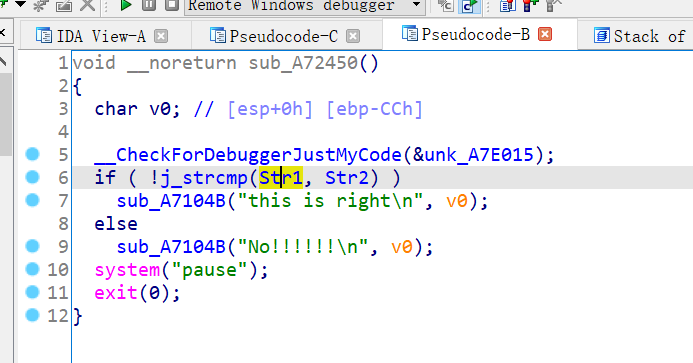 Remote Windows debugger
IDA View-A Pseudocode-C Pseudocode-B Stack of
1 void __noreturn sub_A72450()
2 {
3 char v0; // [esp+0h] [ebp-CCh]
4
5 __CheckForDebuggerJustMyCode(&unk_A7E015);
6 if ( !j_strcmp(Str1, Str2) )
7 sub_A7104B("this is right\n", v0);
8 else
9 sub_A7104B("No!!!!!!\n", v0);
10 system("pause");
11 exit(0);
12 }